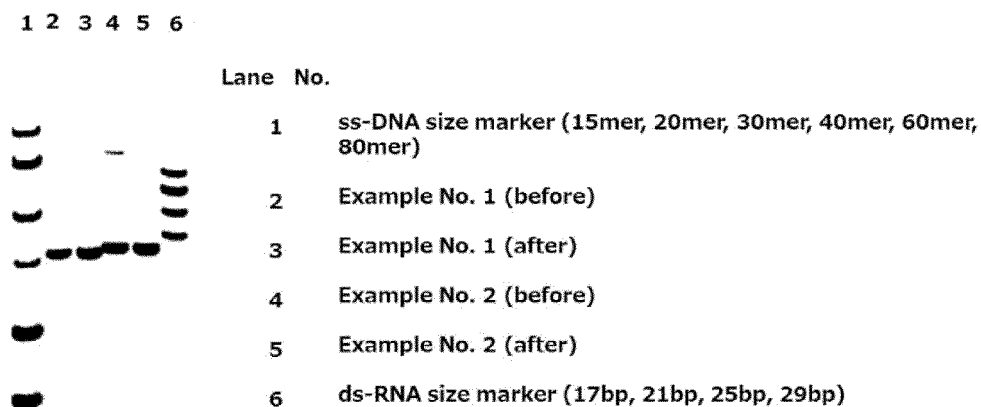 1 2 3 4 5 6
Lane No.
1 ss-DNA size marker (15mer, 20mer, 30mer, 40mer, 60mer,
80mer)
2 Example No. 1 (before)
3 Example No. 1 (after)
4 Example No. 2 (before)
5 Example No. 2 (after)
6 ds-RNA size marker (17bp, 21bp, 25bp, 29bp)